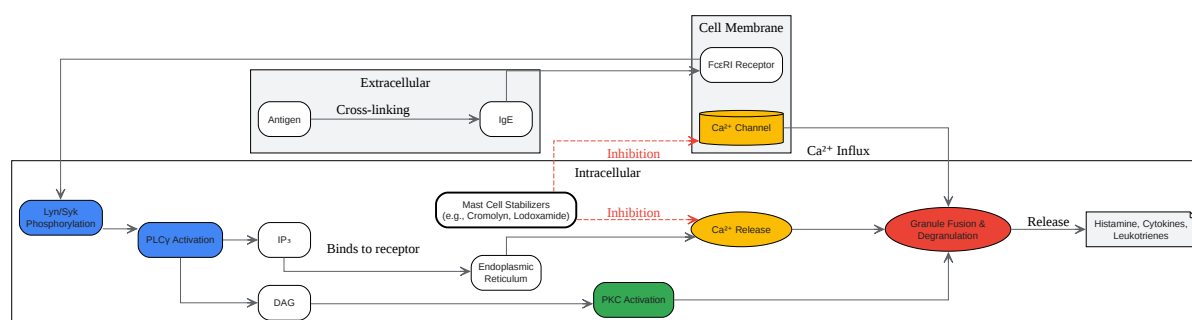 Cell Membrane
FcεRI Receptor
Extracellular
Antigen
Cross-linking
IgE
Ca²⁺ Channel
Ca²⁺ Influx
Inhibition
Intracellular
Mast Cell Stabilizers
(e.g., Cromolyn, Lodoxamide)
Inhibition
Lyn/Syk
Phosphorylation
PLCγ Activation
IP₃
Binds to receptor
Endoplasmic
Reticulum
Ca²⁺ Release
Granule Fusion &
Degranulation
Release
Histamine, Cytokines,
Leukotrienes
DAG
PKC Activation